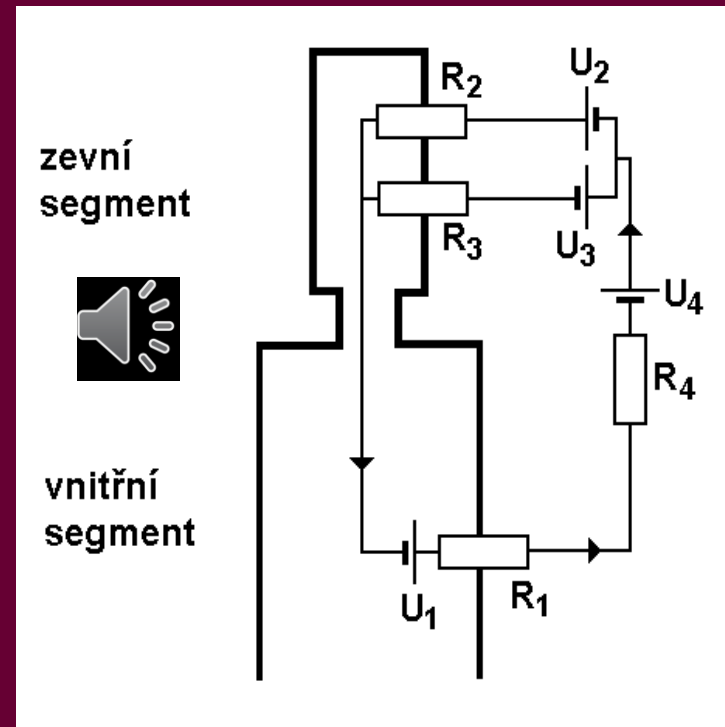 U2
R2
zevní
segment
R3
U3
U4
R4
vnitřní
segment
U1
R1